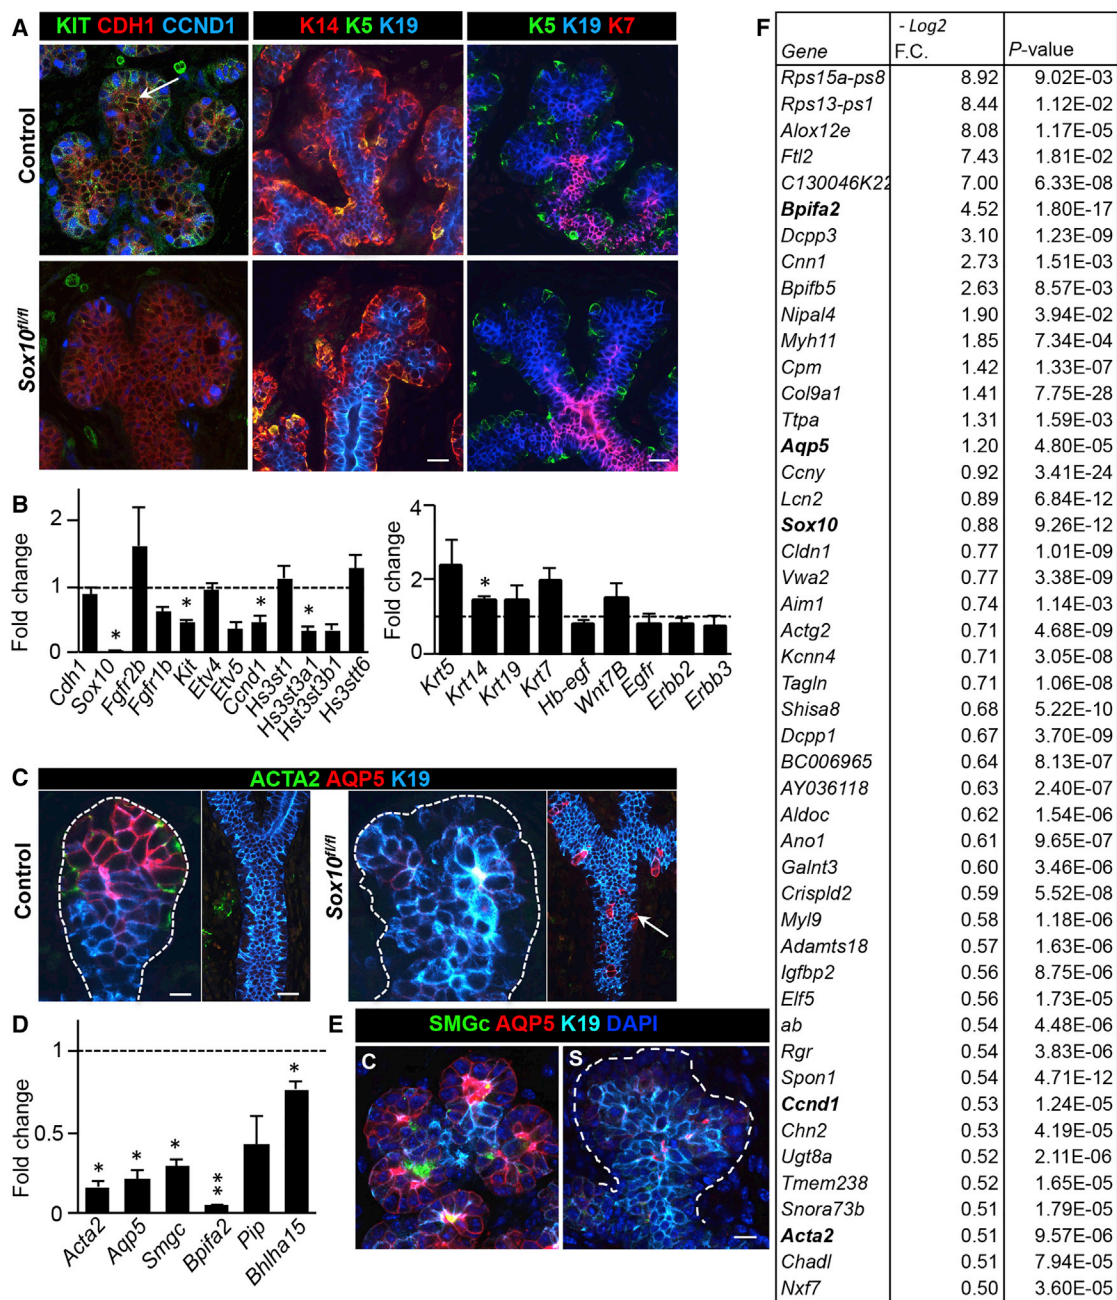 A
KIT CDH1 CCND1
K14 K5 K19
K5 K19 K7
Control
Sox10fl/fl
B
Fold change
2
1
0
Cdh1
Sox10
Fgfr2b
Fgfr1b
Kit
Etv4
Etv5
Ccnd1
Hs3st1
Hs3st3a1
Hst3st3b1
Hs3stt6
*
*
*
*
Fold change
4
2
0
Krt5
Krt14
Krt19
Krt7
Hb-egf
Wnt7B
Egfr
Erbb2
Erbb3
*
C
ACTA2 AQP5 K19
Control
Sox10fl/fl
D
Fold change
1
0.5
0
Acta2
Aqp5
Smgc
Bpifa2
Pip
Bhlha15
*
*
*
**
*
E
SMGc AQP5 K19 DAPI
C
S
F
Gene - Log2 F.C. P-value
Rps15a-ps8 8.92 9.02E-03
Rps13-ps1 8.44 1.12E-02
Alox12e 8.08 1.17E-05
Ftl2 7.43 1.81E-02
C130046K22 7.00 6.33E-08
Bpifa2 4.52 1.80E-17
Dcpp3 3.10 1.23E-09
Cnn1 2.73 1.51E-03
Bpifb5 2.63 8.57E-03
Nipal4 1.90 3.94E-02
Myh11 1.85 7.34E-04
Cpm 1.42 1.33E-07
Col9a1 1.41 7.75E-28
Ttpa 1.31 1.59E-03
Aqp5 1.20 4.80E-05
Ccny 0.92 3.41E-24
Lcn2 0.89 6.84E-12
Sox10 0.88 9.26E-12
Cldn1 0.77 1.01E-09
Vwa2 0.77 3.38E-09
Aim1 0.74 1.14E-03
Actg2 0.71 4.68E-09
Kcnn4 0.71 3.05E-08
Tagln 0.71 1.06E-08
Shisa8 0.68 5.22E-10
Dcpp1 0.67 3.70E-09
BC006965 0.64 8.13E-07
AY036118 0.63 2.40E-07
Aldoc 0.62 1.54E-06
Ano1 0.61 9.65E-07
Galnt3 0.60 3.46E-06
Crispld2 0.59 5.52E-08
Myl9 0.58 1.18E-06
Adamts18 0.57 1.63E-06
Igfbp2 0.56 8.75E-06
Elf5 0.56 1.73E-05
ab 0.54 4.48E-06
Rgr 0.54 3.83E-06
Spon1 0.54 4.71E-12
Ccnd1 0.53 1.24E-05
Chn2 0.53 4.19E-05
Ugt8a 0.52 2.11E-06
Tmem238 0.52 1.65E-05
Snora73b 0.51 1.79E-05
Acta2 0.51 9.57E-06
Chadl 0.51 7.94E-05
Nxf7 0.50 3.60E-05